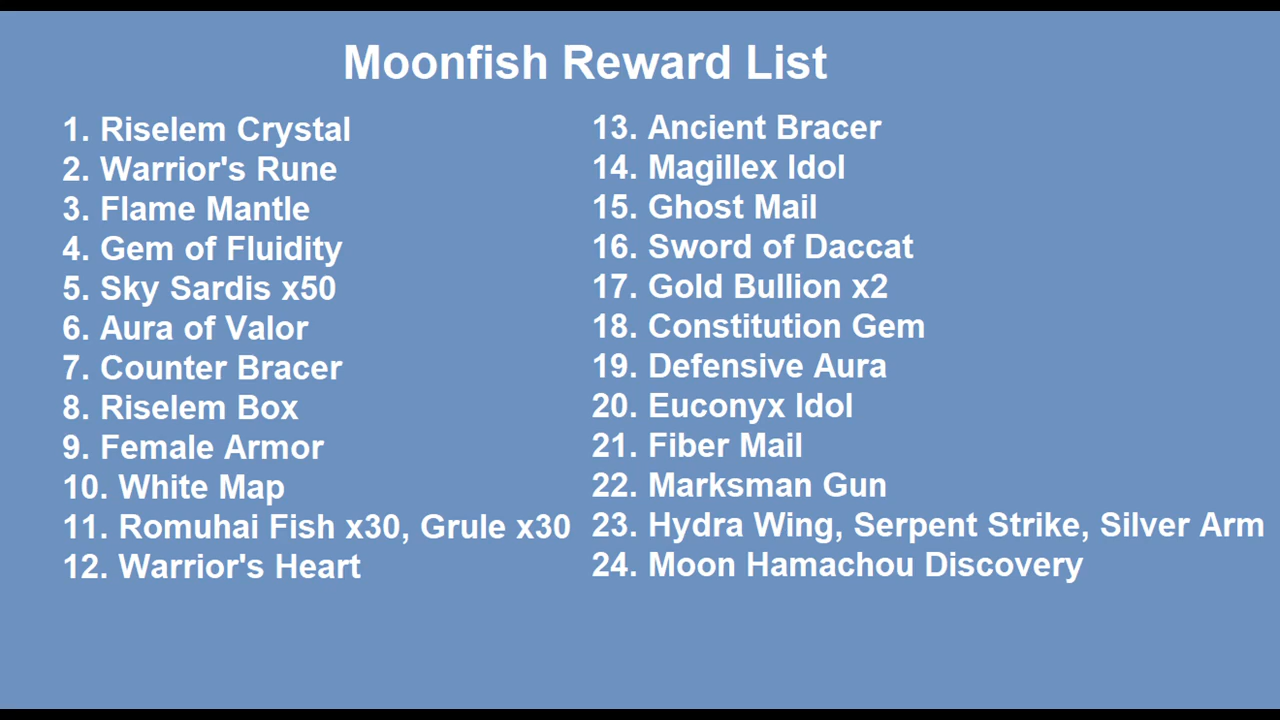 Moonfish Reward List
1. Riselem Crystal
2. Warrior's Rune
3. Flame Mantle
4. Gem of Fluidity
5. Sky Sardis x50
6. Aura of Valor
7. Counter Bracer
8. Riselem Box
9. Female Armor
10. White Map
11. Romuhai Fish x30, Grule x30
12. Warrior's Heart
13. Ancient Bracer
14. Magillex Idol
15. Ghost Mail
16. Sword of Daccat
17. Gold Bullion x2
18. Constitution Gem
19. Defensive Aura
20. Euconyx Idol
21. Fiber Mail
22. Marksman Gun
23. Hydra Wing, Serpent Strike, Silver Arm
24. Moon Hamachou Discovery